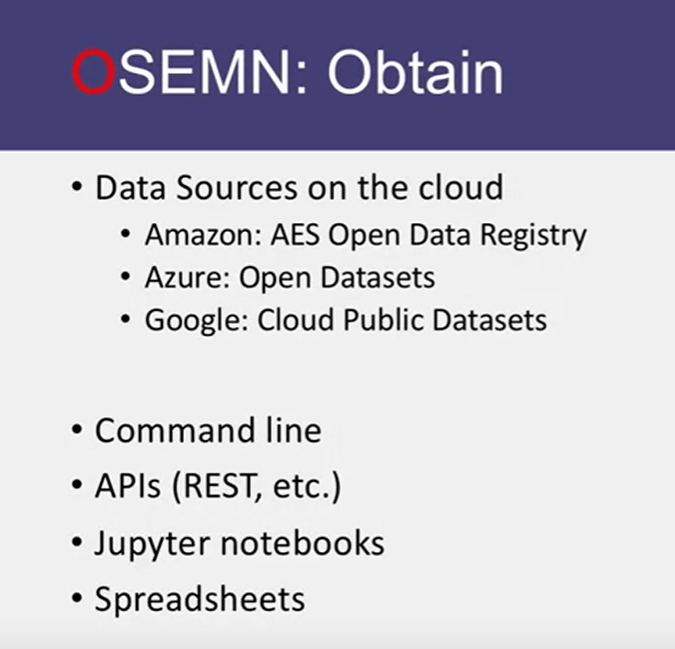 OSEMN: Obtain
• Data Sources on the cloud
• Amazon: AES Open Data Registry
• Azure: Open Datasets
• Google: Cloud Public Datasets
• Command line
• APIs (REST, etc.)
• Jupyter notebooks
• Spreadsheets